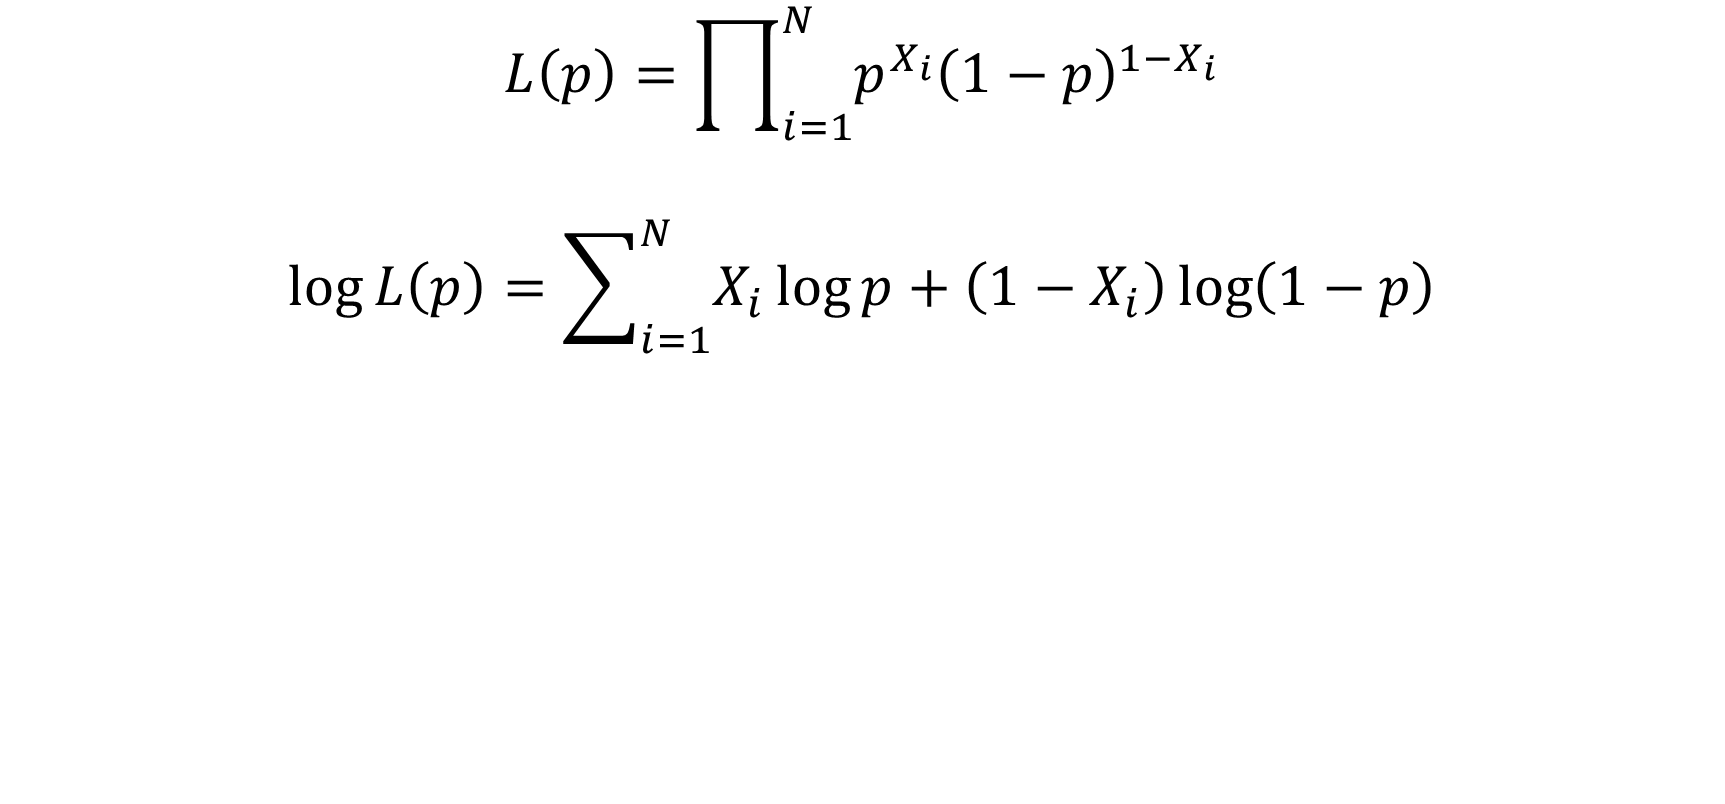 L(p) = ∏_{i=1}^{N} p^{X_i}(1 − p)^{1−X_i}
log L(p) = ∑_{i=1}^{N} X_i log p + (1 − X_i) log(1 − p)